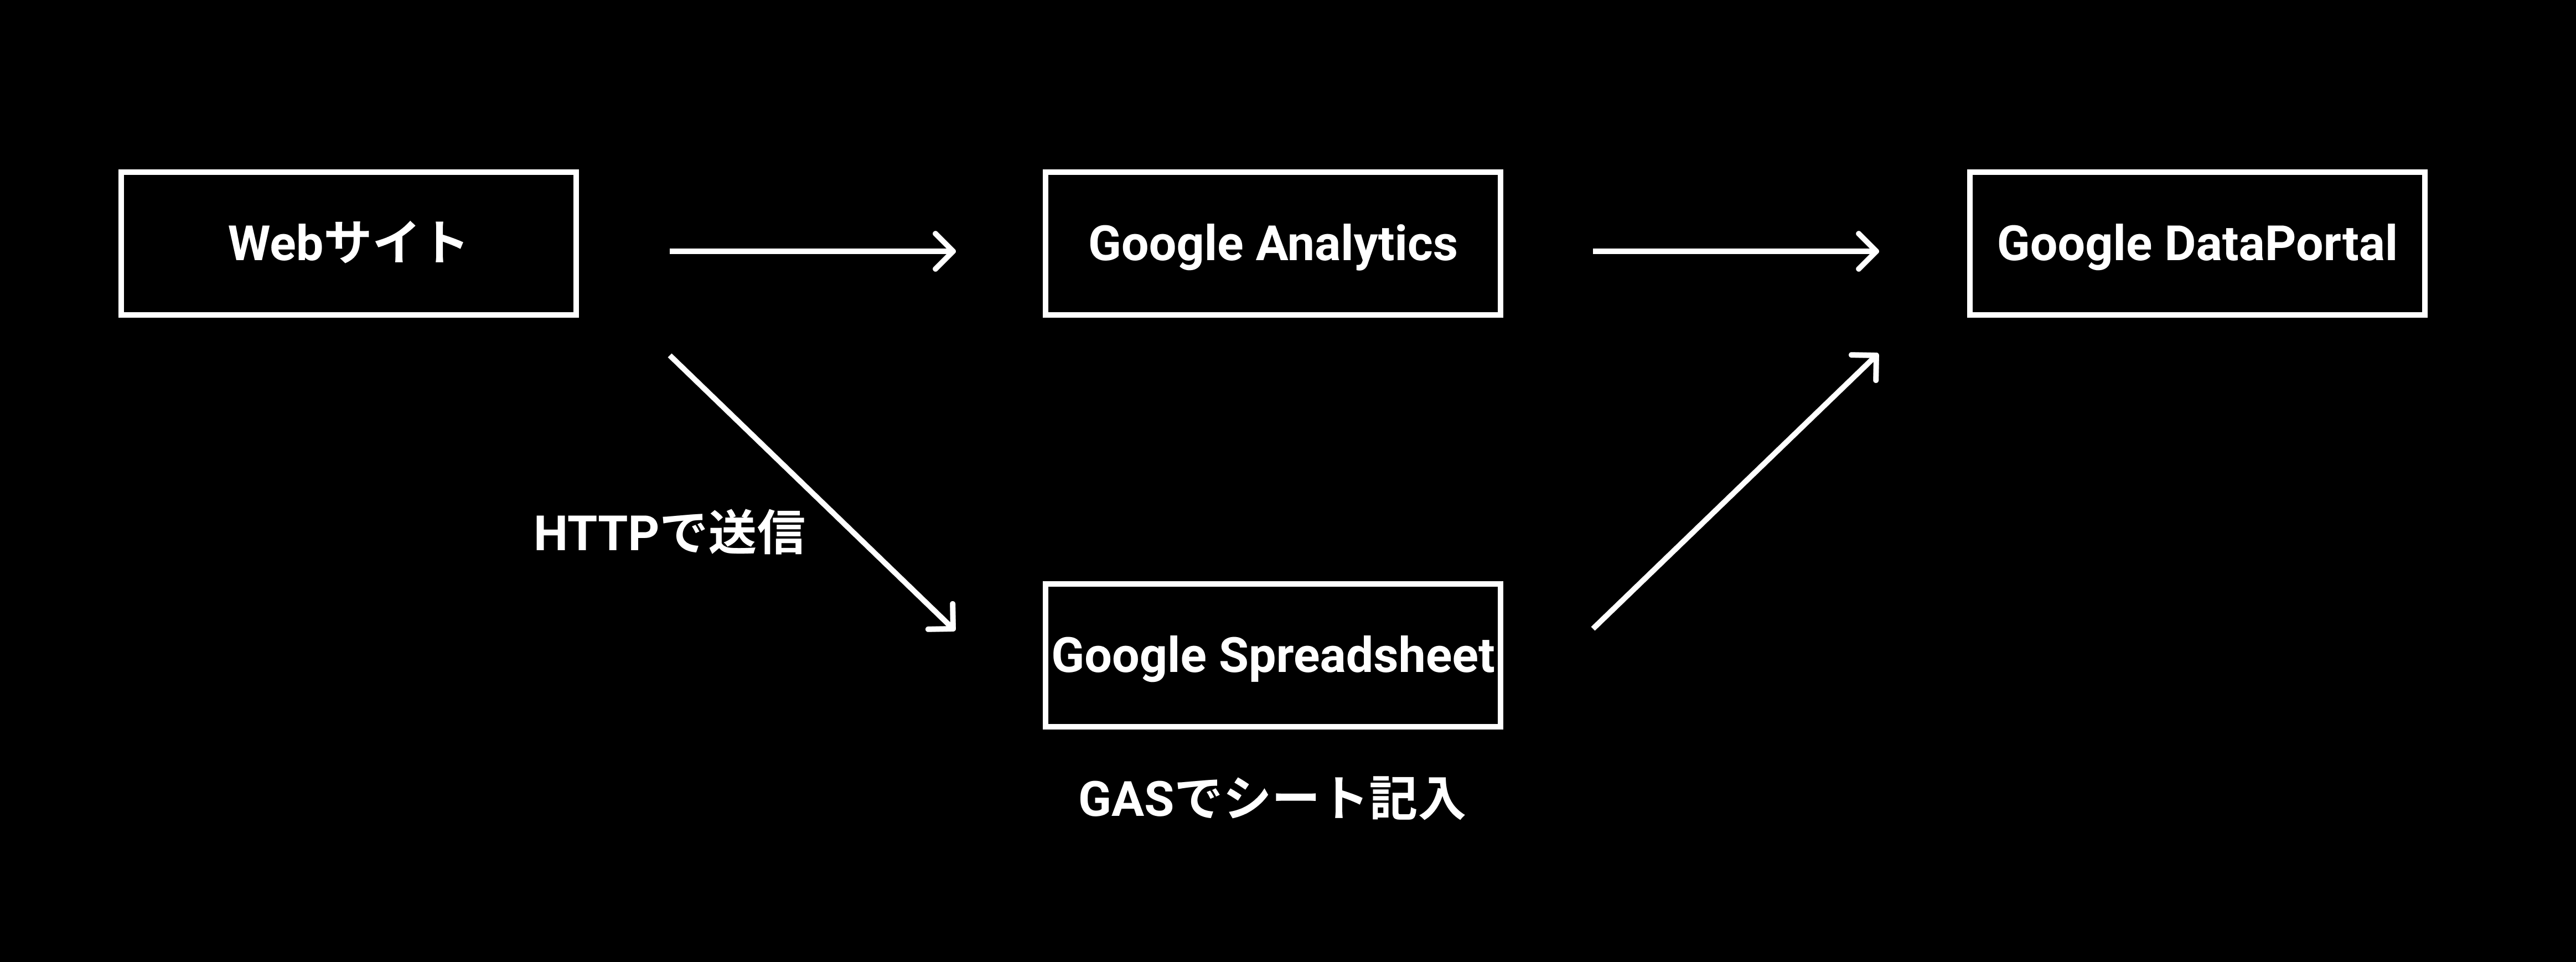 Webサイト
Google Analytics
Google DataPortal
HTTPで送信
Google Spreadsheet
GASでシート記入